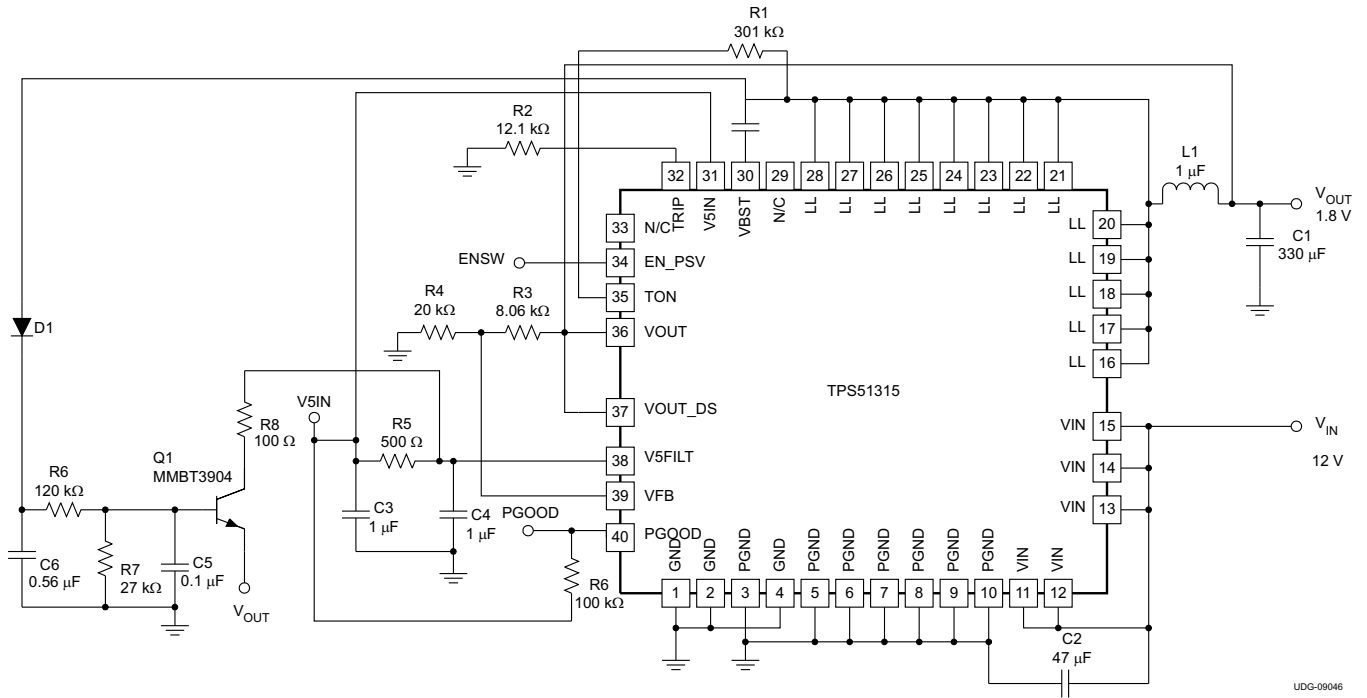 R1
301 kΩ
R2
12.1 kΩ
32
31
30
29
28
27
26
25
24
23
22
21
TRIP
V5IN
VBST
N/C
LL
LL
LL
LL
LL
LL
LL
LL
L1
1 µF
VOUT
1.8 V
C1
330 µF
33
N/C
ENSW
34
EN_PSV
35
TON
R4
20 kΩ
R3
8.06 kΩ
36
VOUT
37
VOUT_DS
38
V5FILT
39
VFB
PGOOD
40
PGOOD
LL
20
LL
19
LL
18
LL
17
LL
16
TPS51315
VIN
15
VIN
14
VIN
13
VIN
12 V
D1
V5IN
R8
100 Ω
R5
500 Ω
Q1
MMBT3904
R6
120 kΩ
C3
1 µF
C4
1 µF
C6
0.56 µF
R7
27 kΩ
C5
0.1 µF
VOUT
R6
100 kΩ
GND
GND
PGND
GND
PGND
PGND
PGND
PGND
PGND
PGND
VIN
VIN
1
2
3
4
5
6
7
8
9
10
11
12
C2
47 µF
UDG-09046